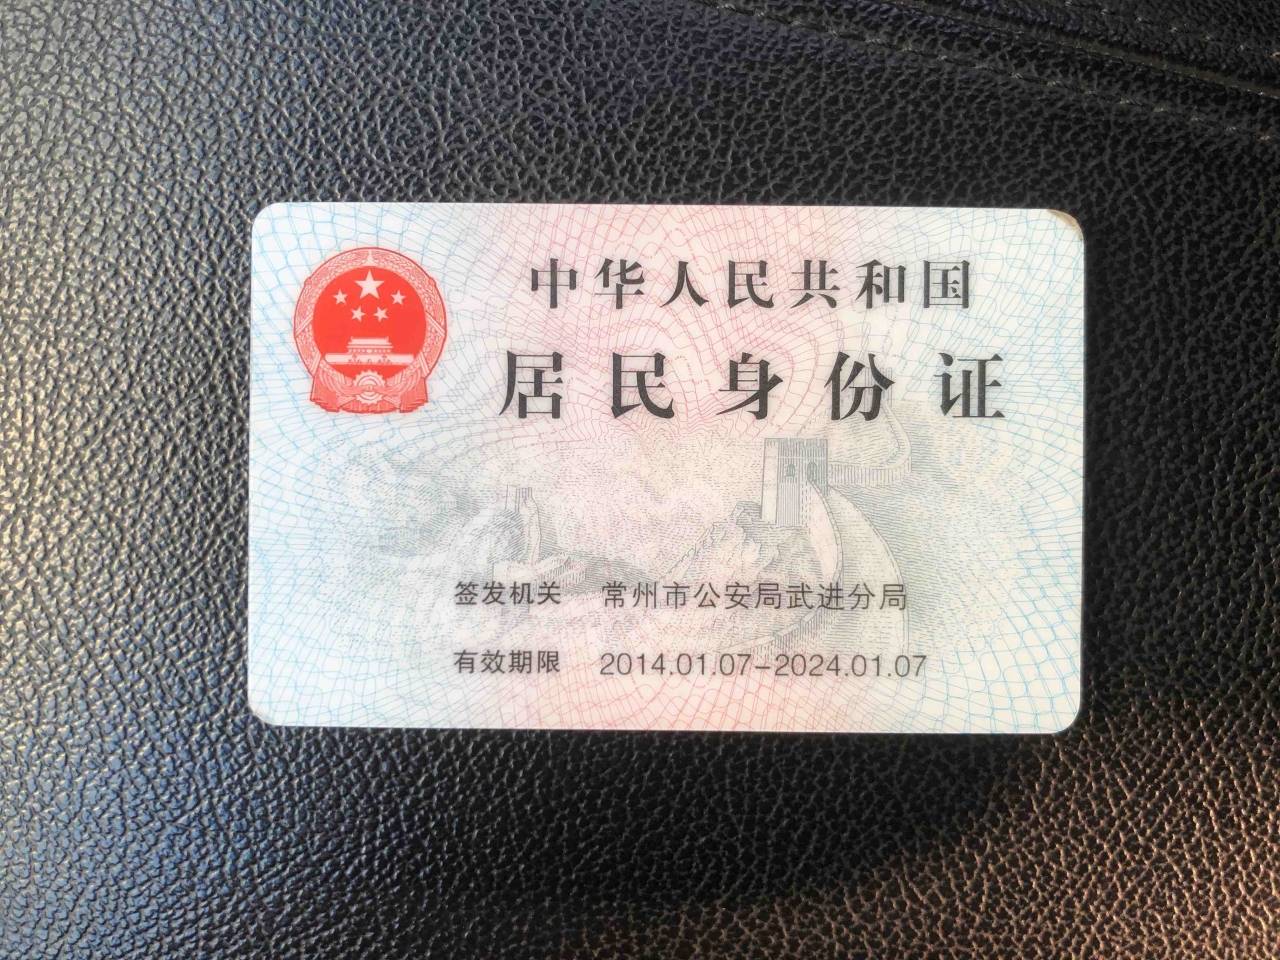 中华人民共和国
居民身份证
签发机关 常州市公安局武进分局
有效期限 2014.01.07-2024.01.07